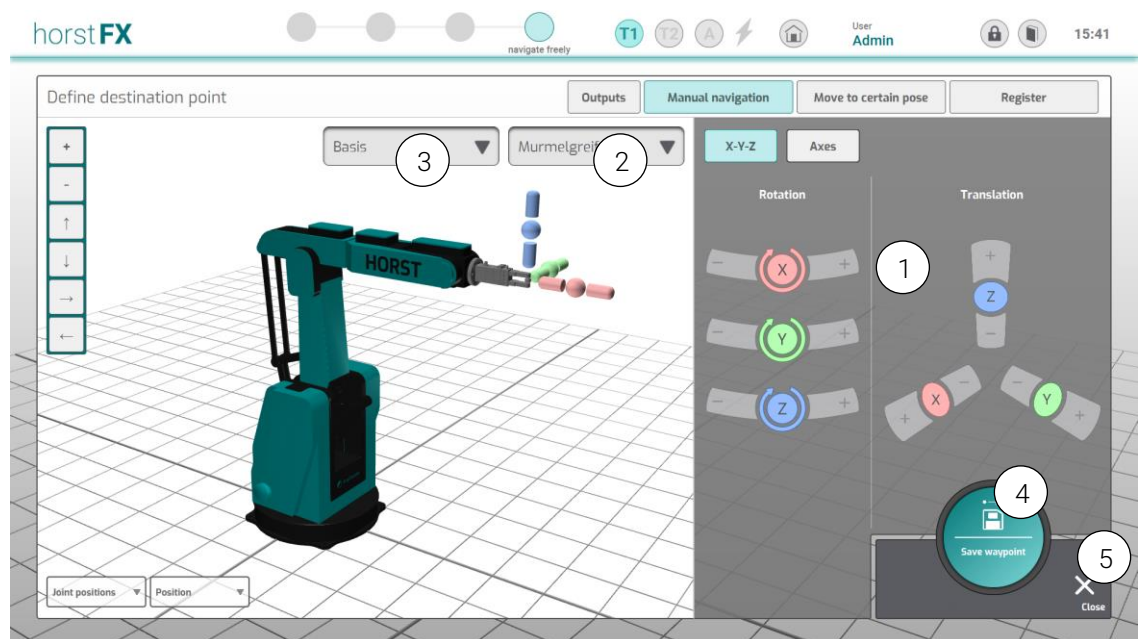 horstFX
navigate freely
T1
T2
A
User
Admin
15:41
Define destination point
Outputs
Manual navigation
Move to certain pose
Register
+
-
↑
↓
→
←
Basis
3
2
X-Y-Z
Axes
Rotation
Translation
HORST
- X +
1
+
Z
-
- Y +
- Z +
+ X -
- Y +
4
Save waypoint
5
Close
Joint positions
Position